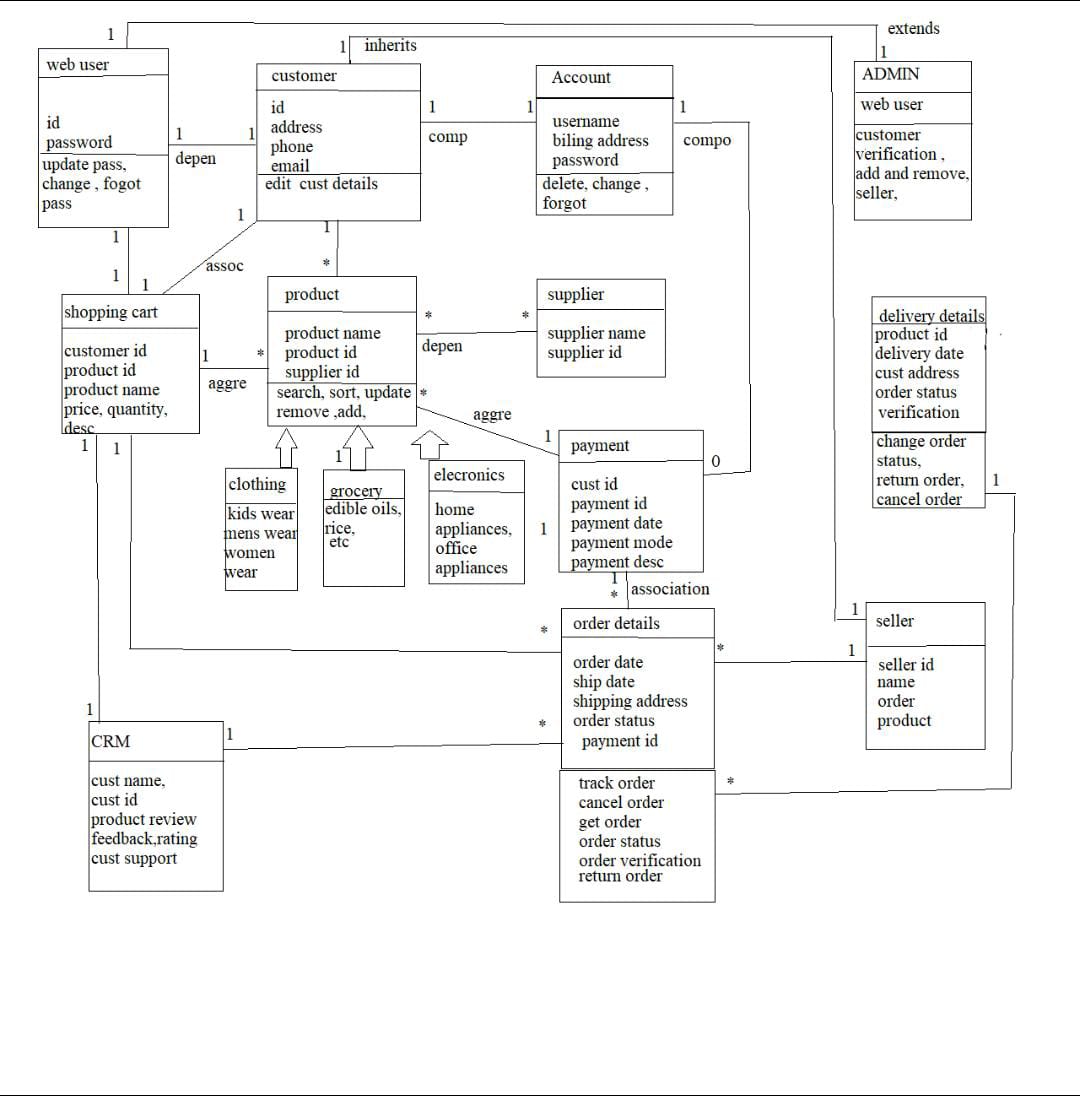 1
extends
1
inherits
1
web user
id
password
update pass,
change , fogot
pass
1
1
depen
customer
id
address
phone
email
edit cust details
1
1
comp
Account
username
biling address
password
delete, change ,
forgot
1
compo
ADMIN
web user
customer
verification ,
add and remove,
seller,
1
1
1
assoc
1
1
*
shopping cart
customer id
product id
product name
price, quantity,
desc
1
*
aggre
product
product name
product id
supplier id
search, sort, update
remove ,add,
*
*
depen
supplier
supplier name
supplier id
*
aggre
1
delivery details
product id
delivery date
cust address
order status
verification
change order
status,
return order,
cancel order
1
1
1
clothing
kids wear
mens wear
women
wear
1
grocery
edible oils,
rice,
etc
elecronics
home
appliances,
office
appliances
payment
cust id
payment id
payment date
payment mode
payment desc
0
1
1
*
association
order details
order date
ship date
shipping address
order status
payment id
track order
cancel order
get order
order status
order verification
return order
*
*
*
*
1
1
seller
seller id
name
order
product
1
1
CRM
cust name,
cust id
product review
feedback,rating
cust support